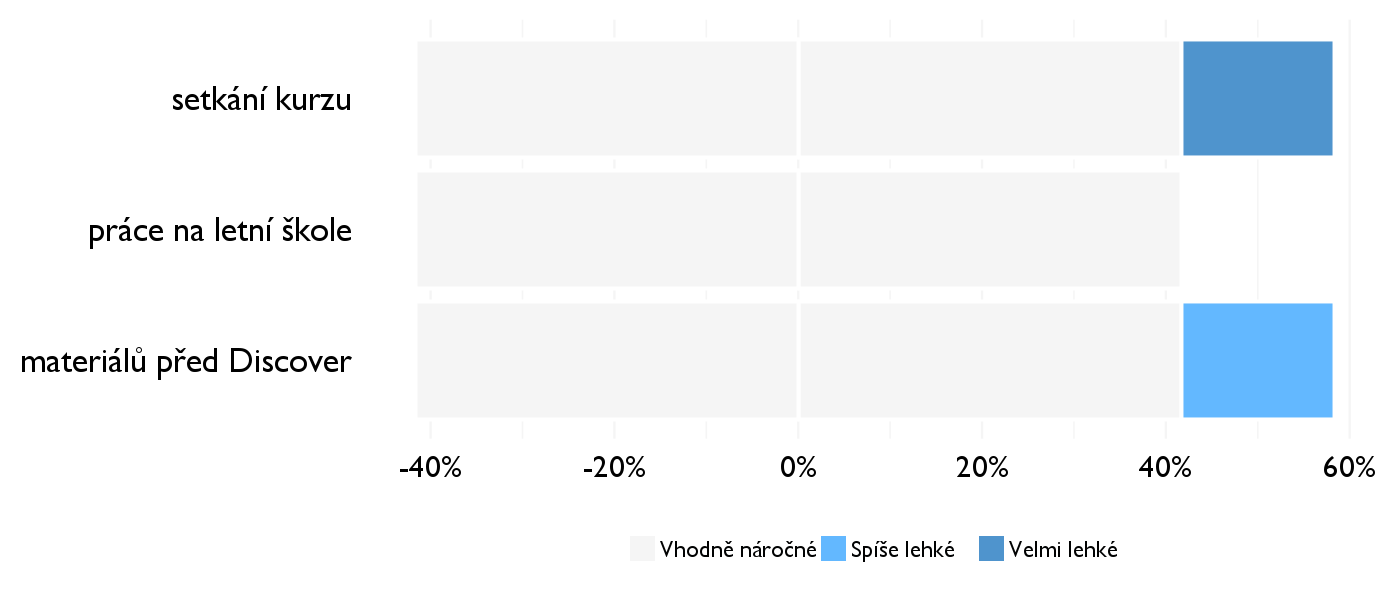 setkání kurzu
práce na letní škole
materiálů před Discover
-40% -20% 0% 20% 40% 60%
Vhodně náročné Spíše lehké Velmi lehké